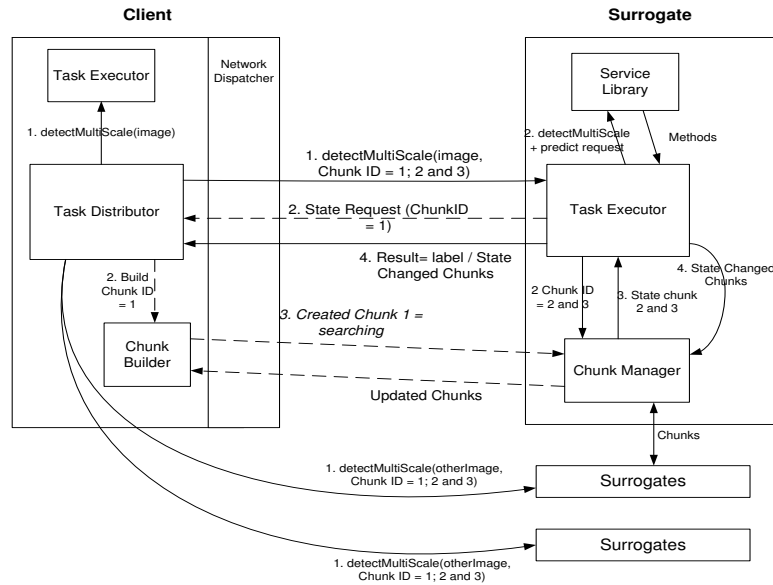 Client
Surrogate
Task Executor
Network
Dispatcher
Service
Library
1. detectMultiScale(image)
2. detectMultiScale
+ predict request
Methods
1. detectMultiScale(image,
Chunk ID = 1; 2 and 3)
Task Distributor
2. State Request (ChunkID
= 1)
Task Executor
4. Result= label / State
Changed Chunks
2. Build
Chunk ID
= 1
2 Chunk ID
= 2 and 3
3. State chunk
2 and 3
4. State Changed
Chunks
3. Created Chunk 1 =
searching
Chunk
Builder
Chunk Manager
Updated Chunks
Chunks
1. detectMultiScale(otherImage,
Chunk ID = 1; 2 and 3)
Surrogates
Surrogates
1. detectMultiScale(otherImage,
Chunk ID = 1; 2 and 3)